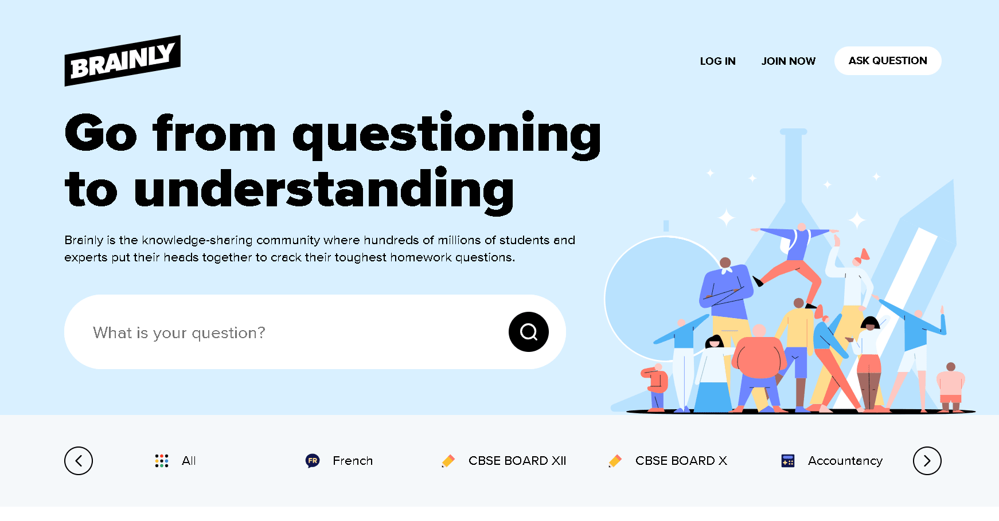 BRAINLY
LOG IN
JOIN NOW
ASK QUESTION
Go from questioning
to understanding
Brainly is the knowledge-sharing community where hundreds of millions of students and
experts put their heads together to crack their toughest homework questions.
What is your question?
All
FR
French
CBSE BOARD XII
CBSE BOARD X
Accountancy